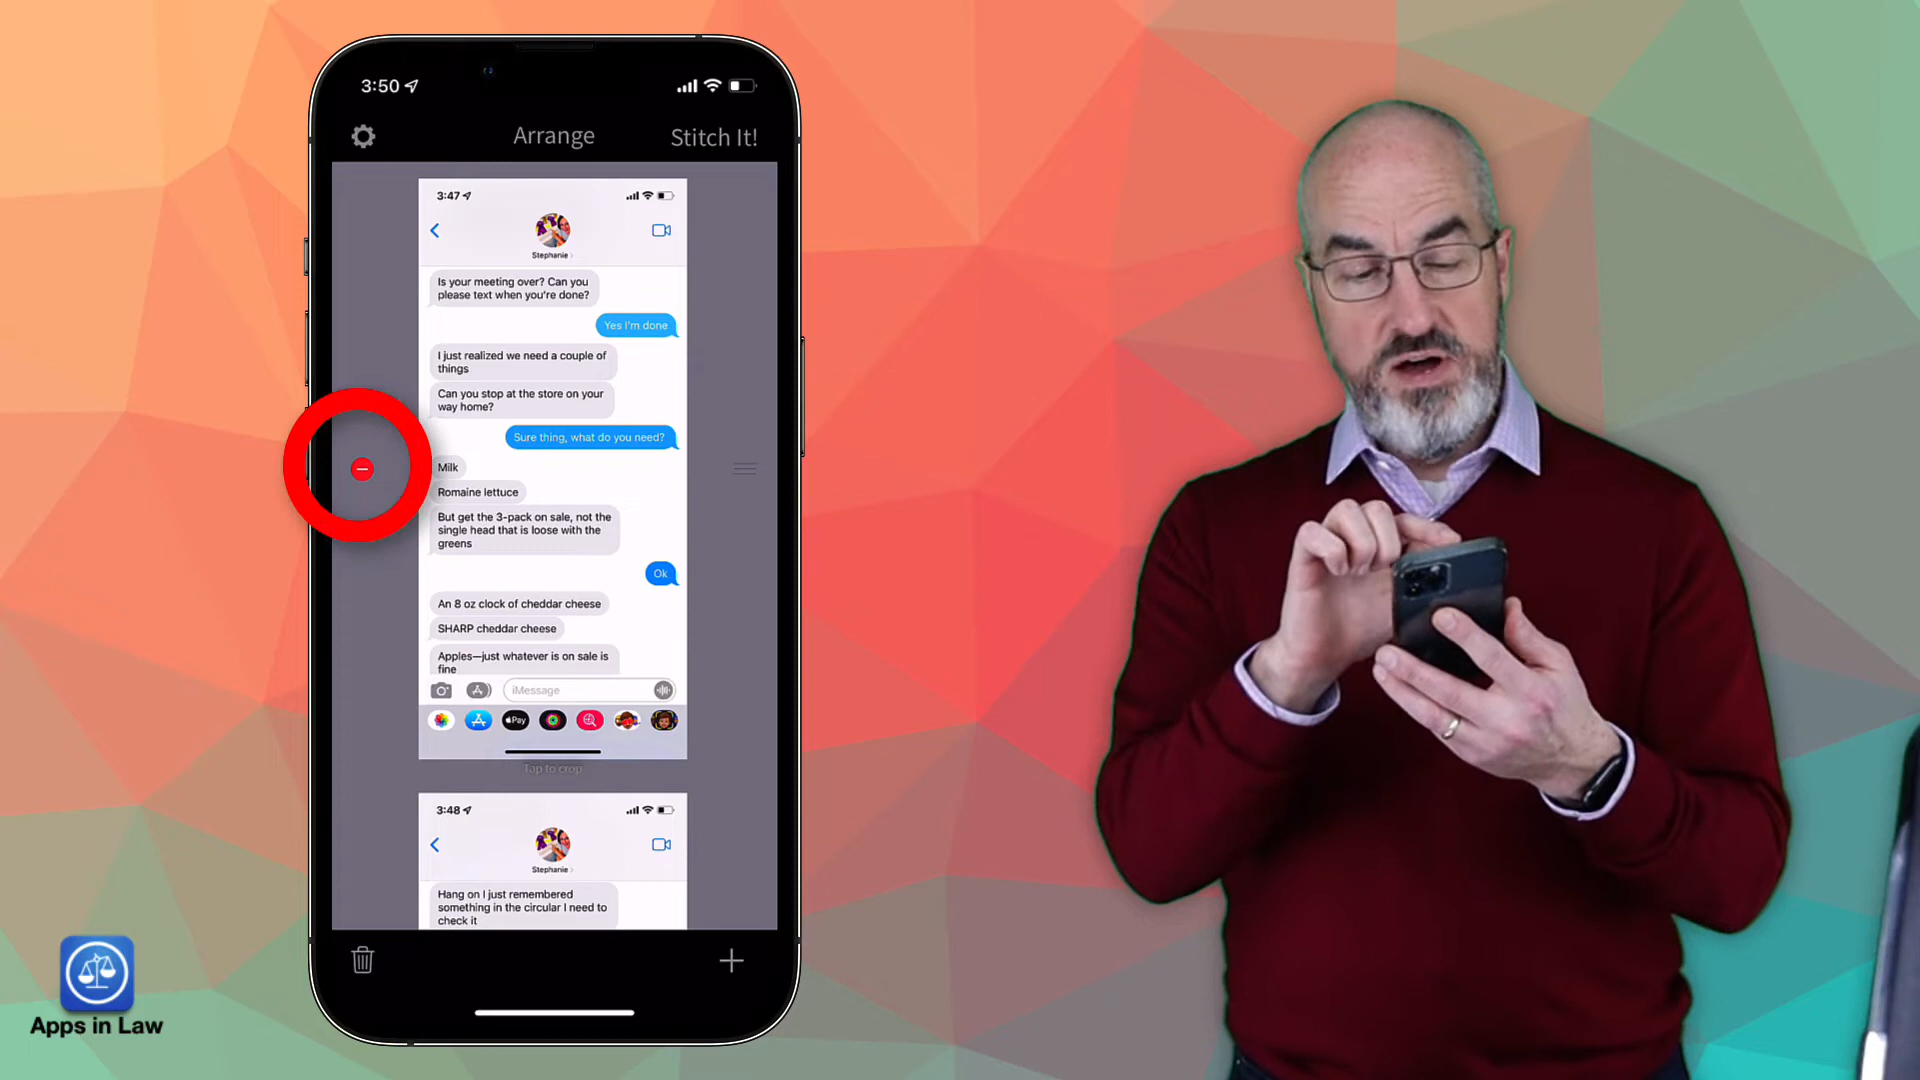 3:50
Arrange
Stitch It!
3:47
Stephanie
Is your meeting over? Can you
please text when you're done?
Yes I'm done
I just realized we need a couple of
things
Can you stop at the store on your
way home?
Sure thing, what do you need?
Milk
Romaine lettuce
But get the 3-pack on sale, not the
single head that is loose with the
greens
Ok
An 8 oz clock of cheddar cheese
SHARP cheddar cheese
Apples—just whatever is on sale is
fine
iMessage
Pay
Tap to crop
3:48
Stephanie
Hang on I just remembered
something in the circular I need to
check it
Apps in Law